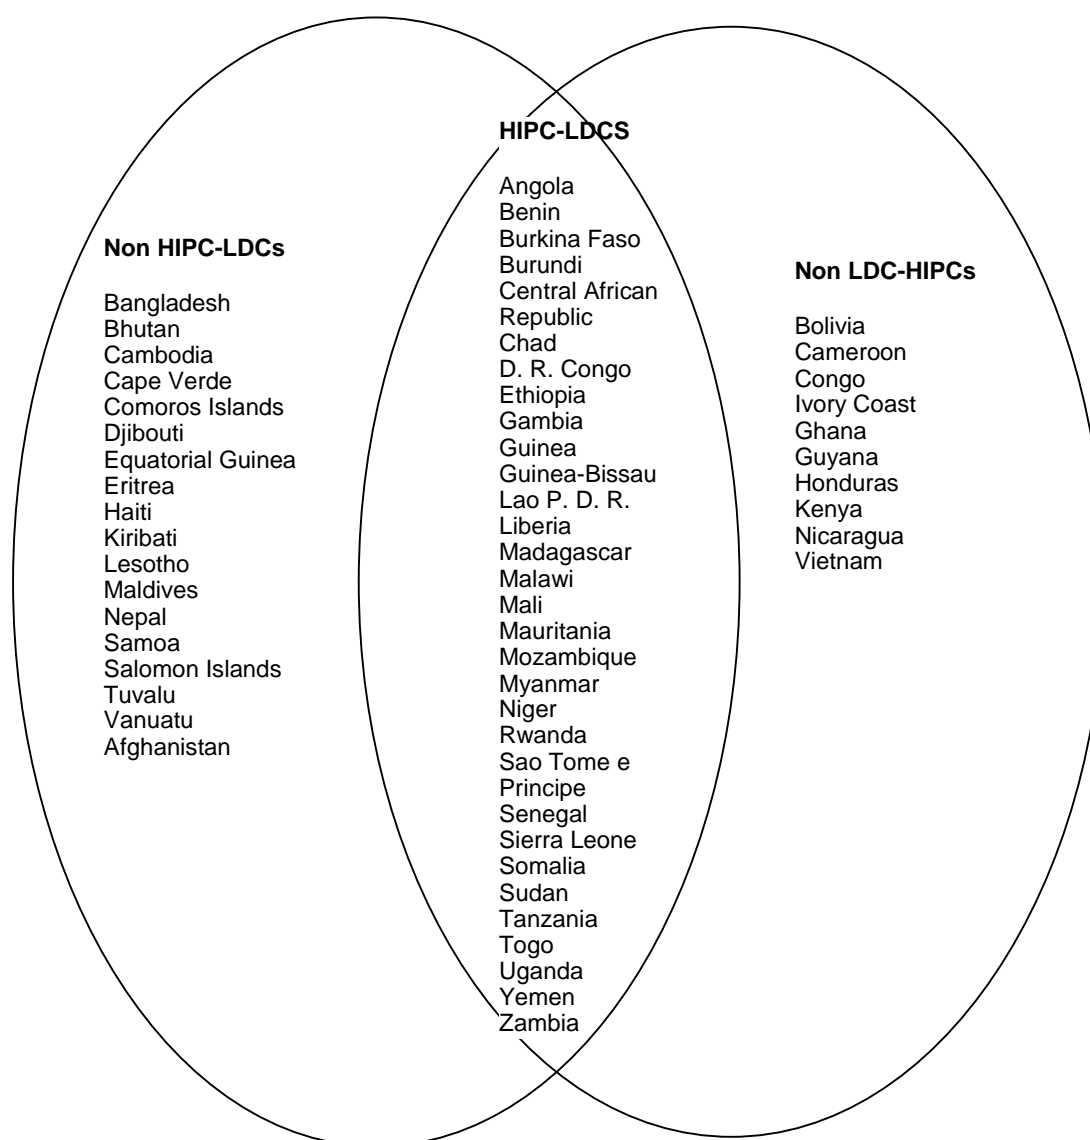 Non HIPC-LDCs
Bangladesh
Bhutan
Cambodia
Cape Verde
Comoros Islands
Djibouti
Equatorial Guinea
Eritrea
Haiti
Kiribati
Lesotho
Maldives
Nepal
Samoa
Salomon Islands
Tuvalu
Vanuatu
Afghanistan
HIPC-LDCS
Angola
Benin
Burkina Faso
Burundi
Central African
Republic
Chad
D. R. Congo
Ethiopia
Gambia
Guinea
Guinea-Bissau
Lao P. D. R.
Liberia
Madagascar
Malawi
Mali
Mauritania
Mozambique
Myanmar
Niger
Rwanda
Sao Tome e
Principe
Senegal
Sierra Leone
Somalia
Sudan
Tanzania
Togo
Uganda
Yemen
Zambia
Non LDC-HIPCs
Bolivia
Cameroon
Congo
Ivory Coast
Ghana
Guyana
Honduras
Kenya
Nicaragua
Vietnam